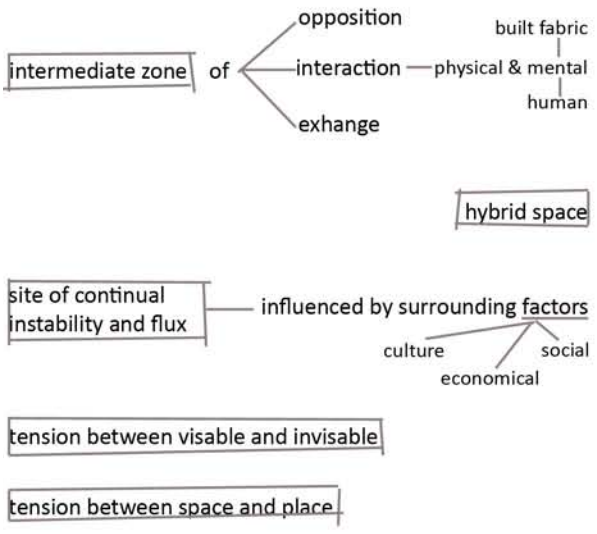 opposition
built fabric
intermediate zone of
interaction
physical & mental
human
exhange
hybrid space
site of continual
instability and flux
influenced by surrounding factors
culture
social
economical
tension between visable and invisable
tension between space and place